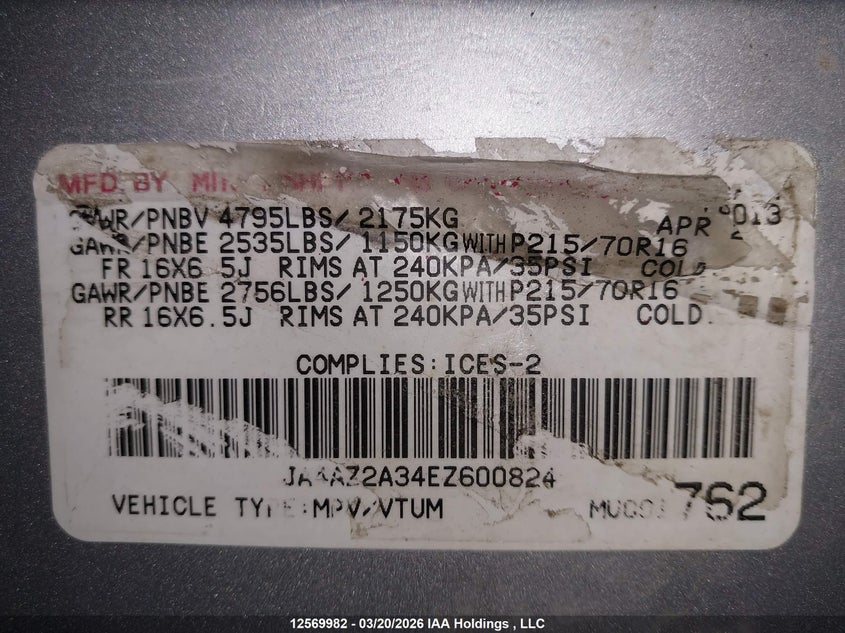 MFD. BY
GAWR/PNBV 4795LBS/ 2175KG
APR
GAWR/PNBE 2535LBS/ 1150KG WITH P215/70R16
FR 16X6.5J RIMS AT 240KPA/35PSI COLD
GAWR/PNBE 2756LBS/ 1250KG WITH P215/70R16
RR 16X6.5J RIMS AT 240KPA/35PSI COLD.
COMPLIES:ICES-2
JA4AZ2A34EZ600824
VEHICLE TYPE:MPV/VTUM 762
12569982 - 03/20/2026 IAA Holdings , LLC